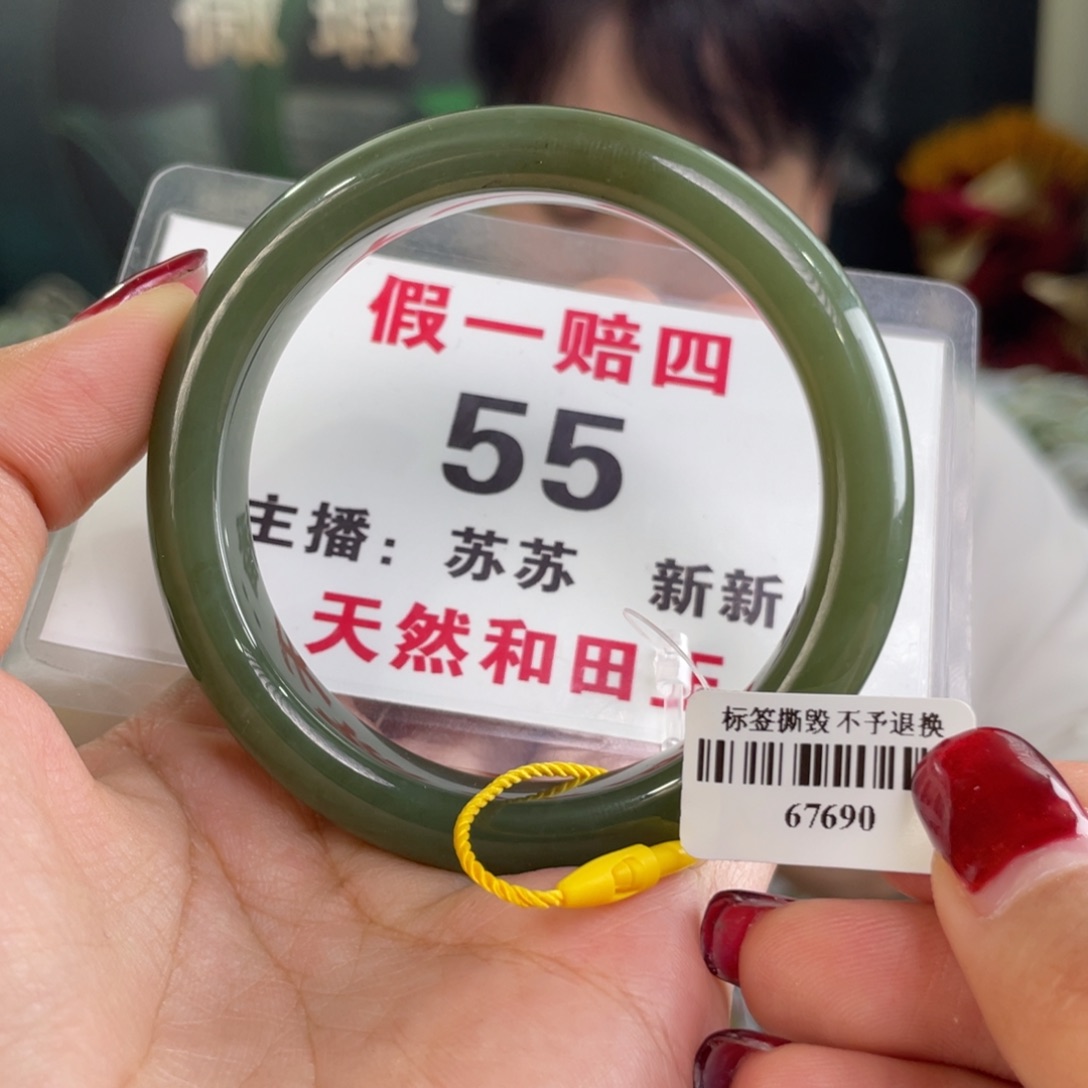 假一赔四
55
主播：苏苏 新新
天然和田玉
标签撕毁 不予退换
67690